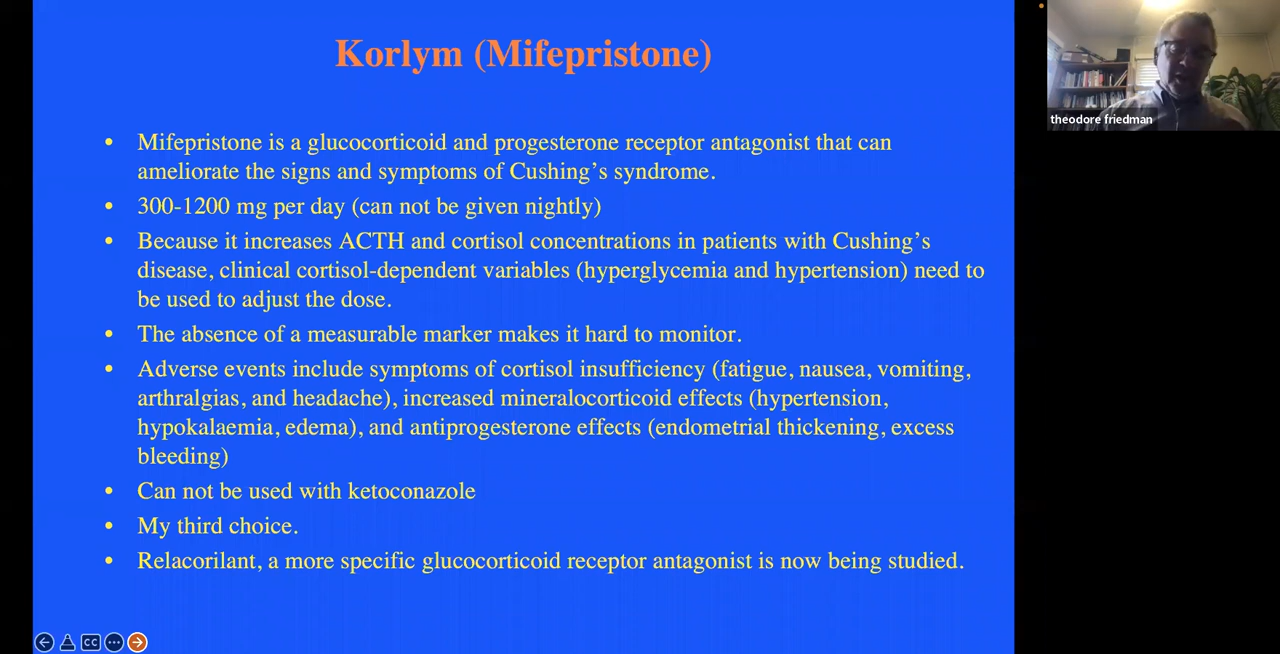 Korlym (Mifepristone)
• Mifepristone is a glucocorticoid and progesterone receptor antagonist that can
ameliorate the signs and symptoms of Cushing’s syndrome.
• 300-1200 mg per day (can not be given nightly)
• Because it increases ACTH and cortisol concentrations in patients with Cushing’s
disease, clinical cortisol-dependent variables (hyperglycemia and hypertension) need to
be used to adjust the dose.
• The absence of a measurable marker makes it hard to monitor.
• Adverse events include symptoms of cortisol insufficiency (fatigue, nausea, vomiting,
arthralgias, and headache), increased mineralocorticoid effects (hypertension,
hypokalaemia, edema), and antiprogesterone effects (endometrial thickening, excess
bleeding)
• Can not be used with ketoconazole
• My third choice.
• Relacorilant, a more specific glucocorticoid receptor antagonist is now being studied.
CC
theodore friedman